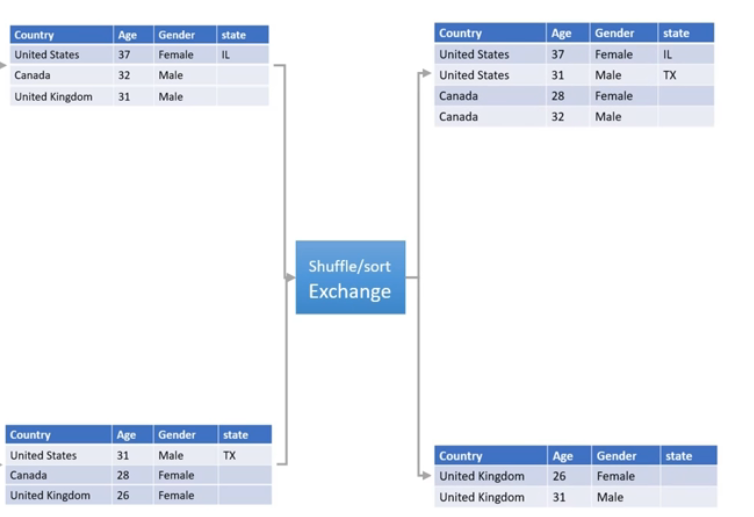 Country Age Gender state
United States 37 Female IL
Canada 32 Male
United Kingdom 31 Male
Country Age Gender state
United States 37 Female IL
United States 31 Male TX
Canada 28 Female
Canada 32 Male
Shuffle/sort
Exchange
Country Age Gender state
United States 31 Male TX
Canada 28 Female
United Kingdom 26 Female
Country Age Gender state
United Kingdom 26 Female
United Kingdom 31 Male